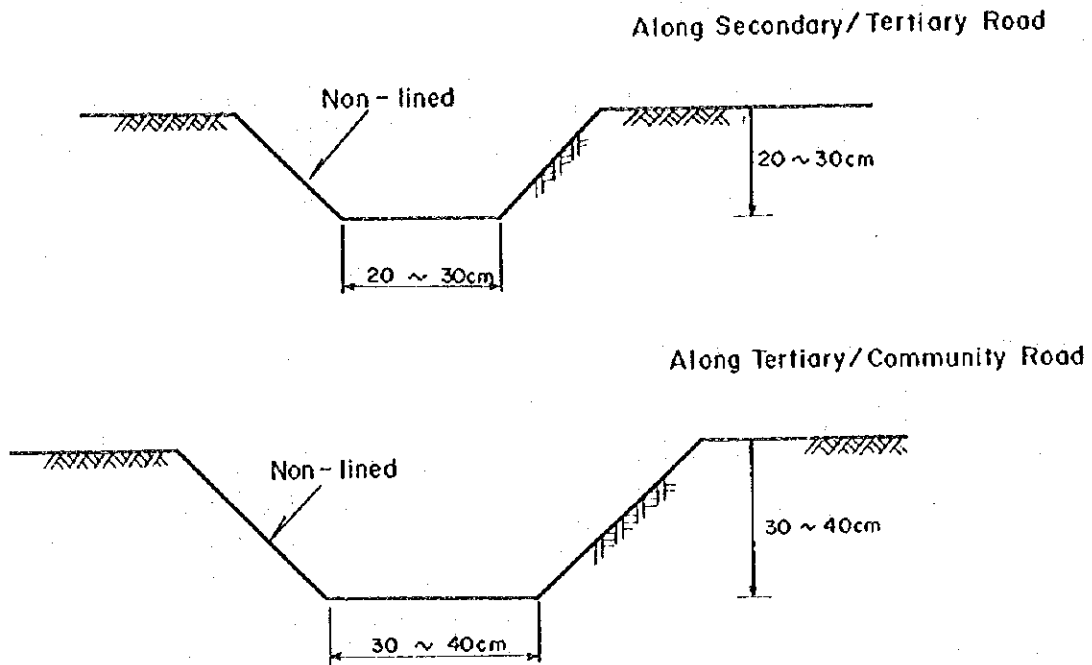 Along Secondary/Tertiary Road
Non-lined
20 ~ 30cm
20 ~ 30cm
Along Tertiary/Community Road
Non-lined
30 ~ 40cm
30 ~ 40cm